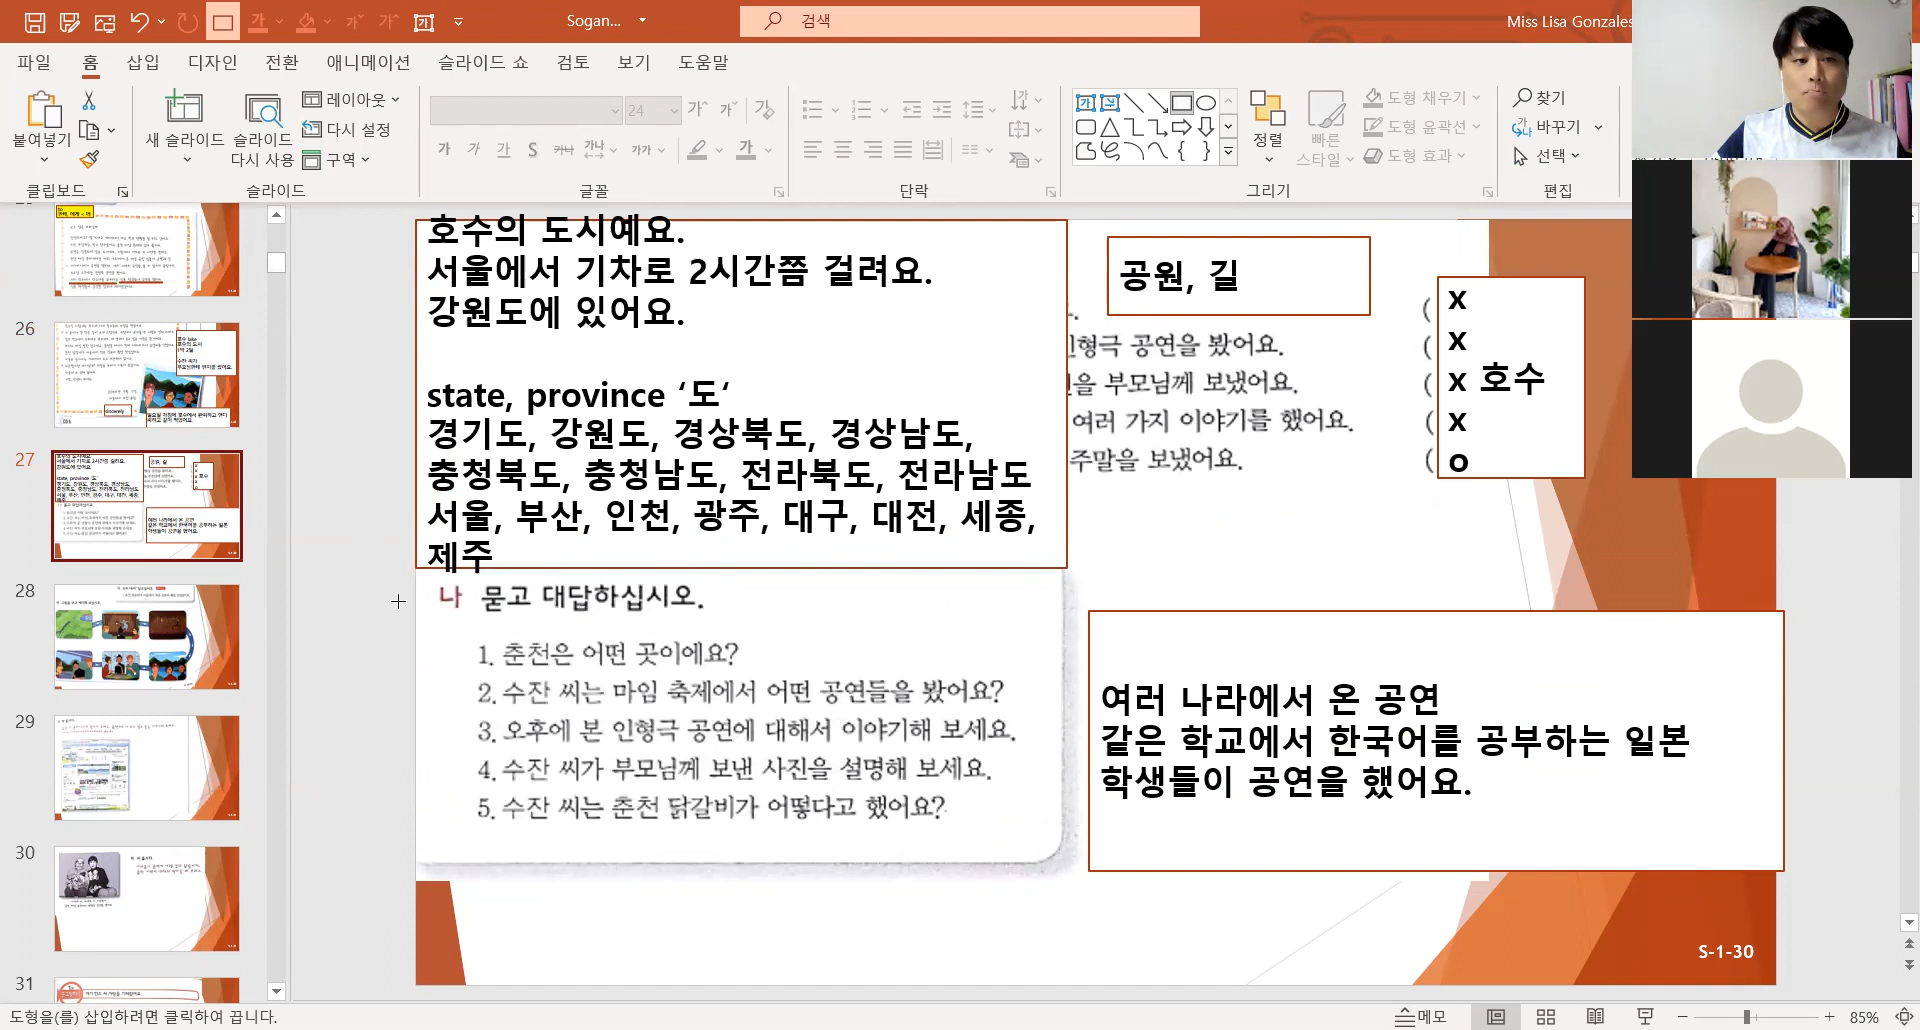 Sogan...
검색
Miss Lisa Gonzales
파일 홈 삽입 디자인 전환 애니메이션 슬라이드 쇼 검토 보기 도움말
붙여넣기
새 슬라이드
슬라이드 다시 사용
레이아웃
다시 설정
구역
24
정렬
빠른 스타일
도형 채우기
도형 윤곽선
도형 효과
찾기
바꾸기
선택
클립보드 슬라이드 글꼴 단락 그리기 편집
26
27
28
29
30
31
호수의 도시예요.
서울에서 기차로 2시간쯤 걸려요.
강원도에 있어요.
state, province ‘도‘
경기도, 강원도, 경상북도, 경상남도,
충청북도, 충청남도, 전라북도, 전라남도
서울, 부산, 인천, 광주, 대구, 대전, 세종,
제주
공원, 길
인형극 공연을 봤어요. (
을 부모님께 보냈어요. (
여러 가지 이야기를 했어요. (
주말을 보냈어요. (
x
x
x 호수
x
o
나 묻고 대답하십시오.
1. 춘천은 어떤 곳이에요?
2. 수잔 씨는 마임 축제에서 어떤 공연들을 봤어요?
3. 오후에 본 인형극 공연에 대해서 이야기해 보세요.
4. 수잔 씨가 부모님께 보낸 사진을 설명해 보세요.
5. 수잔 씨는 춘천 닭갈비가 어떻다고 했어요?
여러 나라에서 온 공연
같은 학교에서 한국어를 공부하는 일본
학생들이 공연을 했어요.
S-1-30
도형을(를) 삽입하려면 클릭하여 끕니다.
메모
85%